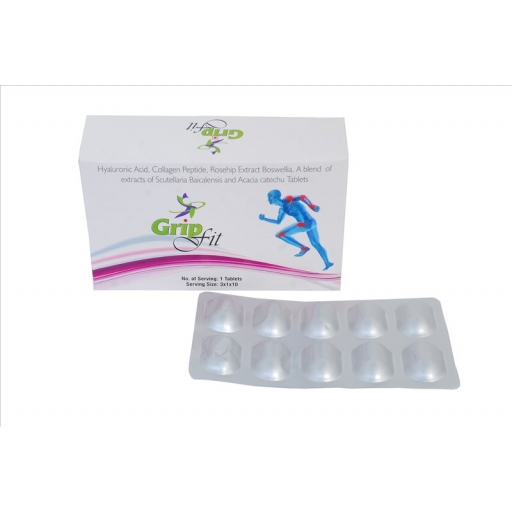 Grip
fit
Hyaluronic Acid, Collagen Peptide, Rosehip Extract Boswellia, A blend of
extracts of Scutellaria Baicalensis and Acacia catechu Tablets
Grip
fit
No. of Serving: 1 Tablets
Serving Size: 3x1x10